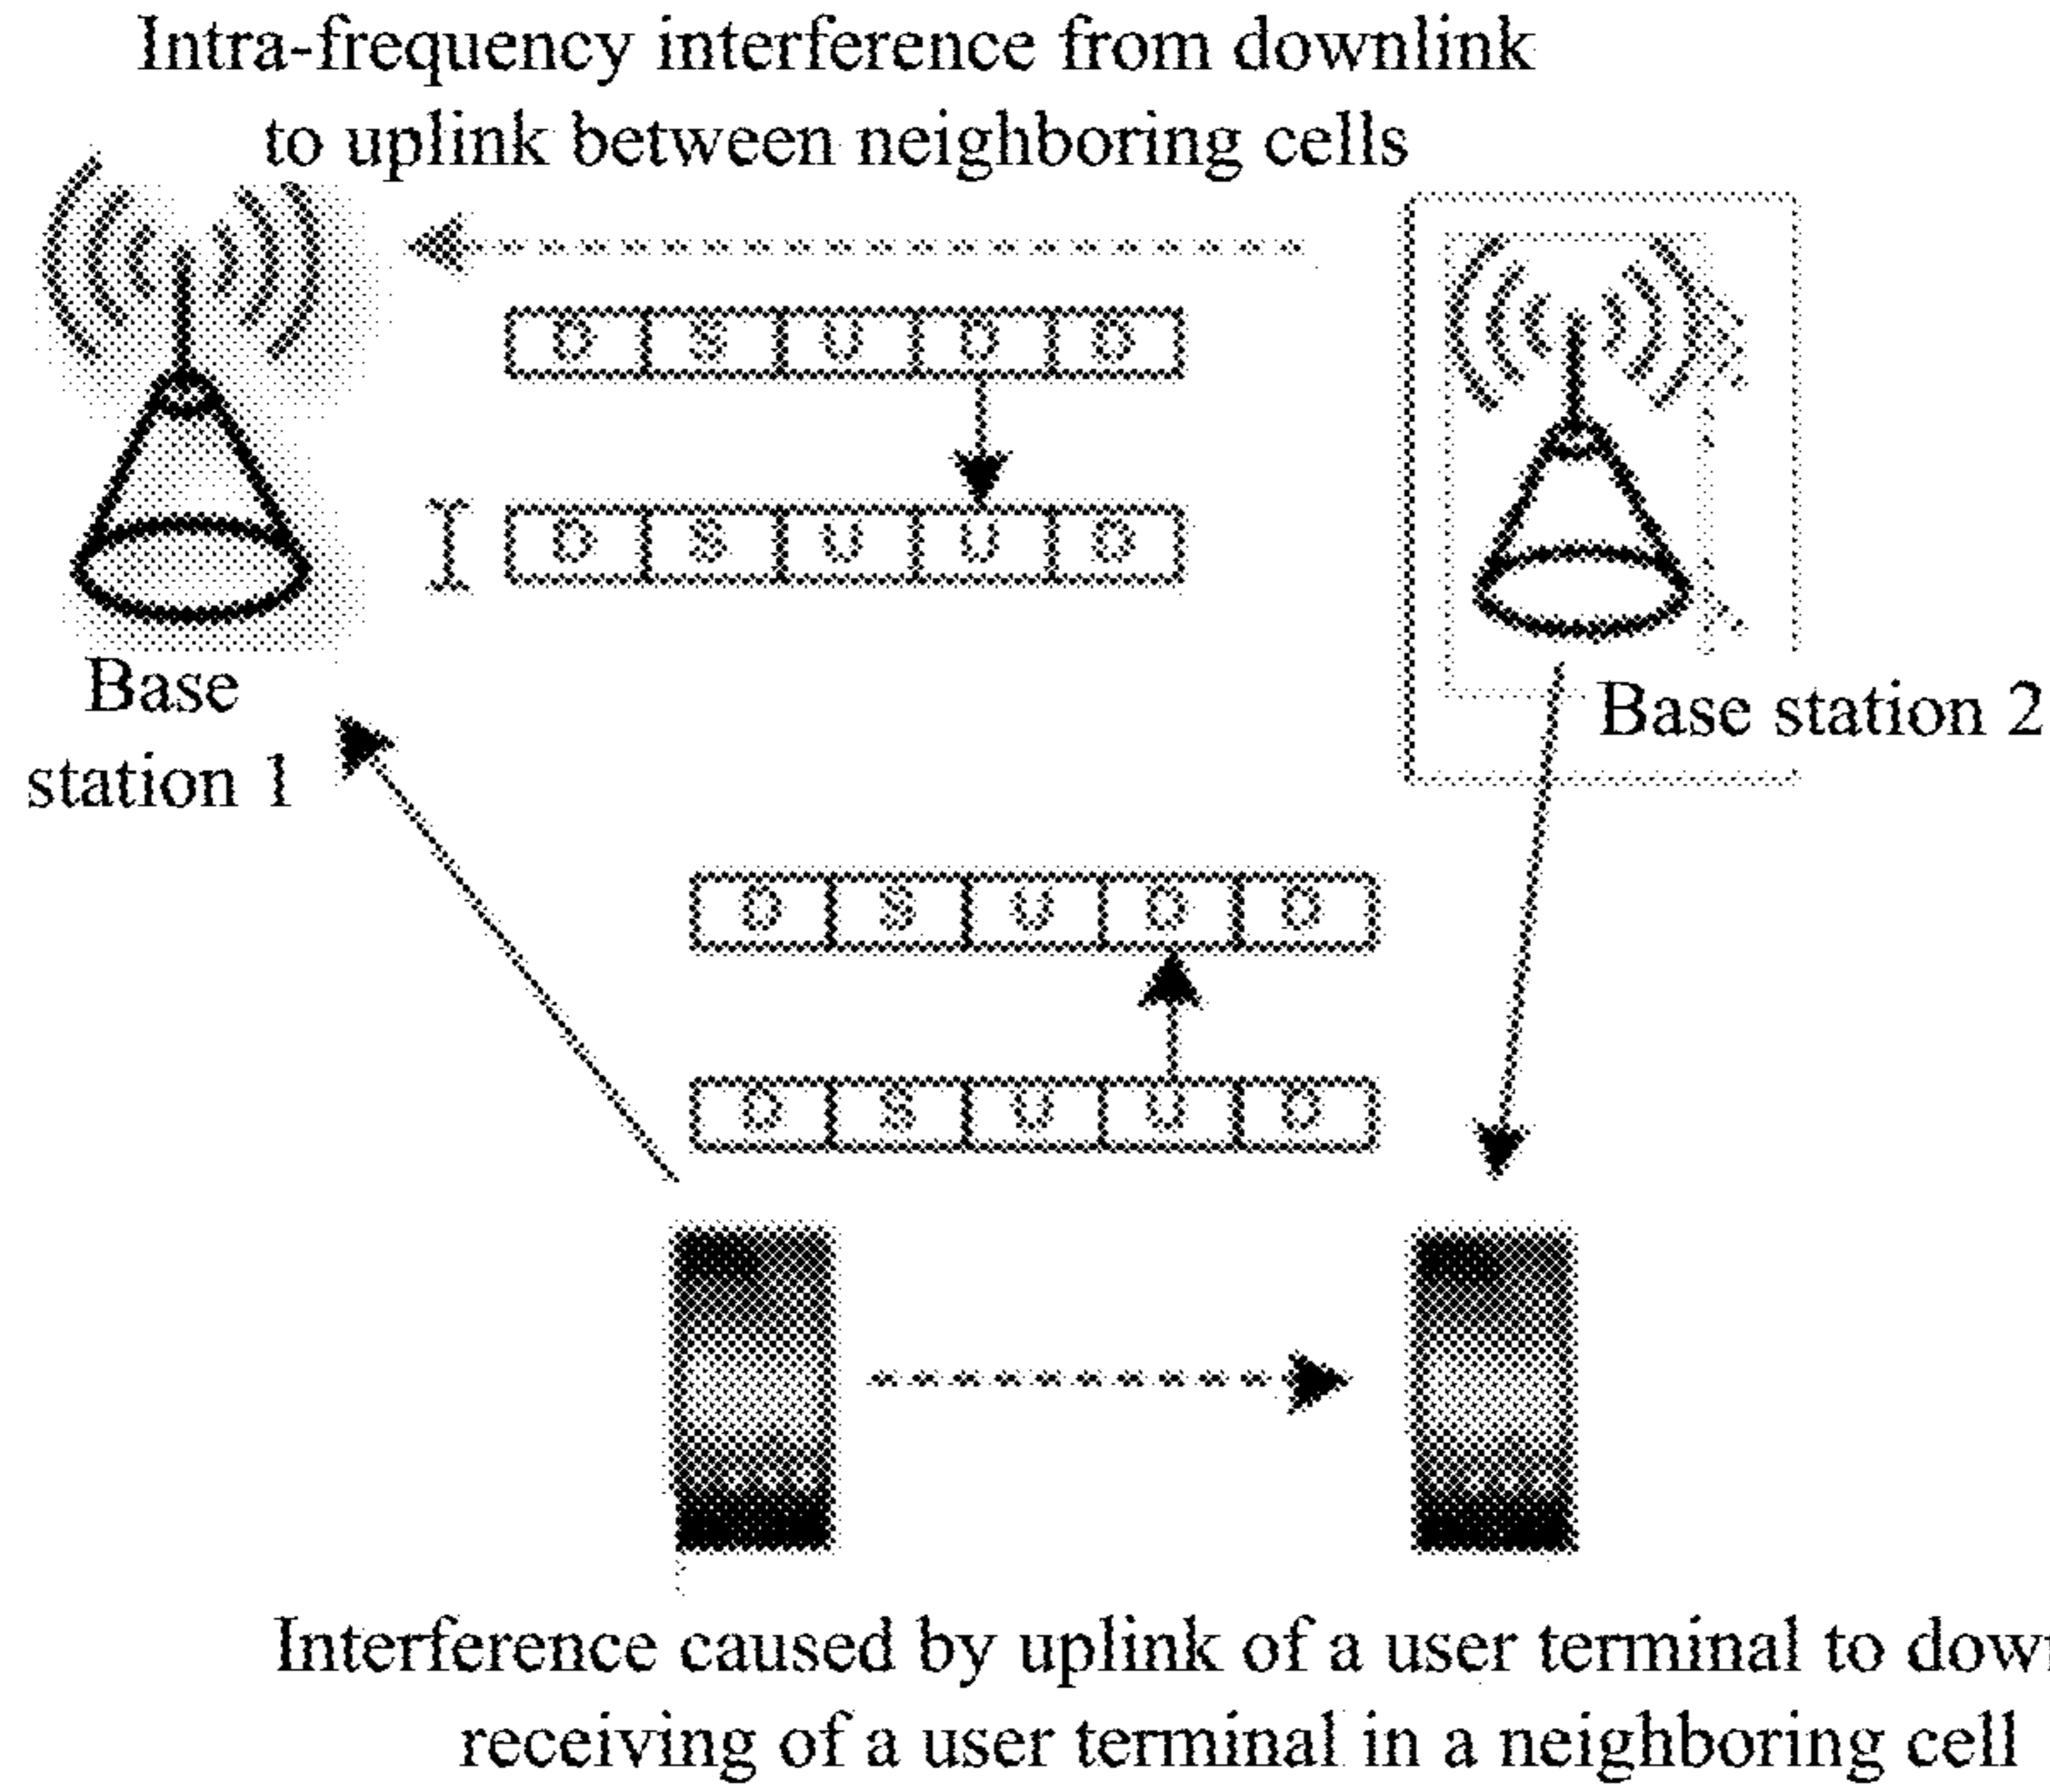 Intra-frequency interference from downlink
to uplink between neighboring cells
D S U D D
D S U U D
Base
station 1
Base station 2
D S U D D
D S U U D
Interference caused by uplink of a user terminal to
receiving of a user terminal in a neighboring cell